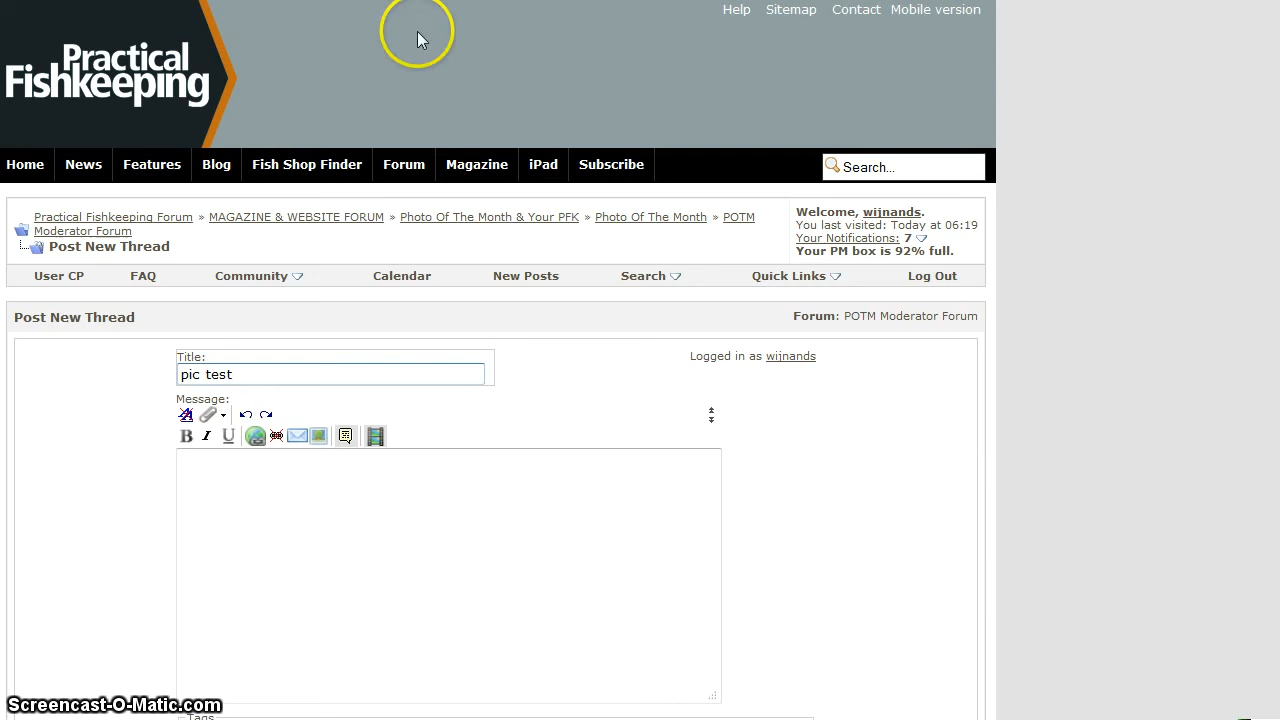 Help Sitemap Contact Mobile version
Practical
Fishkeeping
Home News Features Blog Fish Shop Finder Forum Magazine iPad Subscribe Search...
Practical Fishkeeping Forum » MAGAZINE & WEBSITE FORUM » Photo Of The Month & Your PFK » Photo Of The Month » POTM
Moderator Forum
Post New Thread
Welcome, wijnands.
You last visited: Today at 06:19
Your Notifications: 7
Your PM box is 92% full.
User CP FAQ Community Calendar New Posts Search Quick Links Log Out
Post New Thread Forum: POTM Moderator Forum
Title: Logged in as wijnands
pic test
Message:
B I U
Screencast-O-Matic.com
Tags